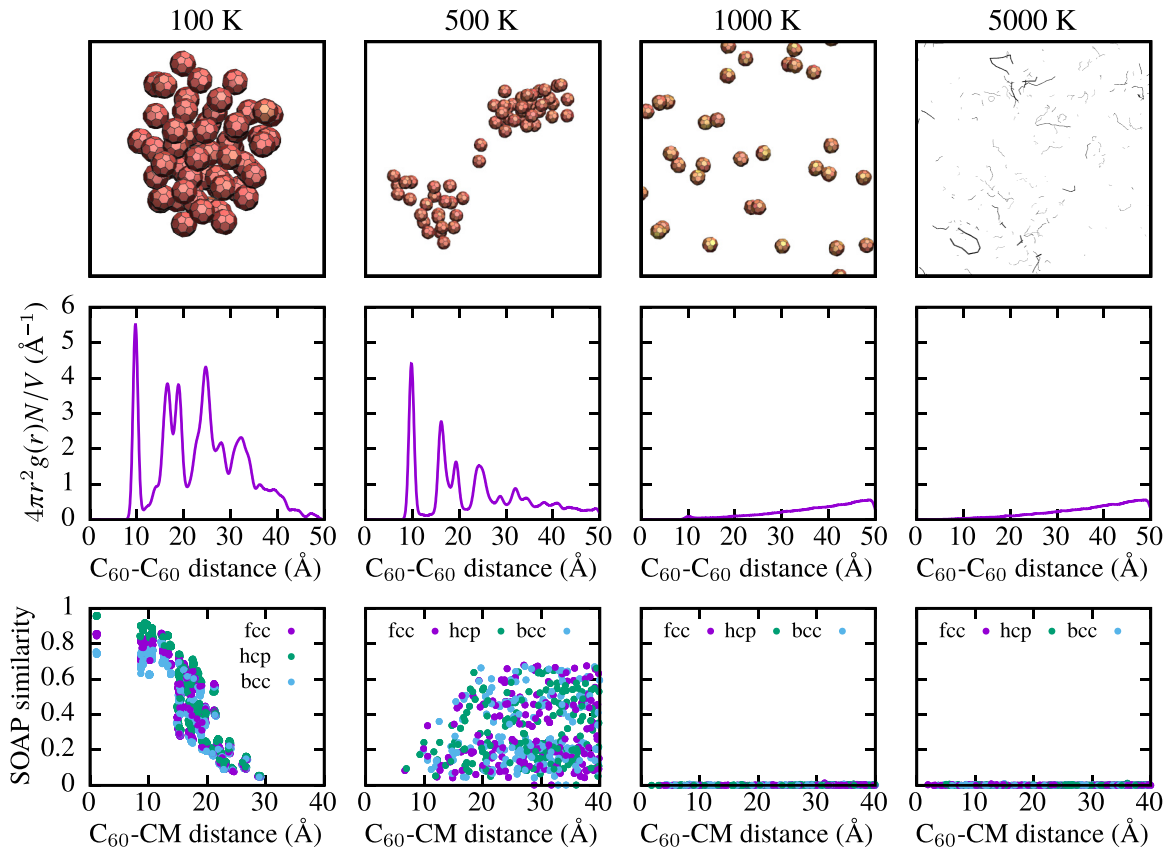 100 K 500 K 1000 K 5000 K
4πr²g(r)N/V (Å⁻¹)
6
5
4
3
2
1
0
0 10 20 30 40 50 0 10 20 30 40 50 0 10 20 30 40 50 0 10 20 30 40 50
C₆₀-C₆₀ distance (Å) C₆₀-C₆₀ distance (Å) C₆₀-C₆₀ distance (Å) C₆₀-C₆₀ distance (Å)
SOAP similarity
1
0.8
0.6
0.4
0.2
0
fcc
hcp
bcc
fcc hcp bcc
fcc hcp bcc
fcc hcp bcc
0 10 20 30 40 0 10 20 30 40 0 10 20 30 40 0 10 20 30 40
C₆₀-CM distance (Å) C₆₀-CM distance (Å) C₆₀-CM distance (Å) C₆₀-CM distance (Å)